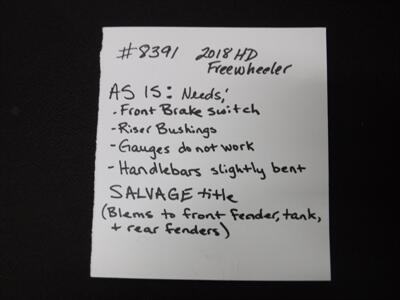 #8391 2018 HD
Freewheeler
AS IS: Needs;
- Front Brake switch
- Riser Bushings
- Gauges do not work
- Handlebars slightly bent
SALVAGE title
(Blems to front fender, tank,
+ rear fenders)